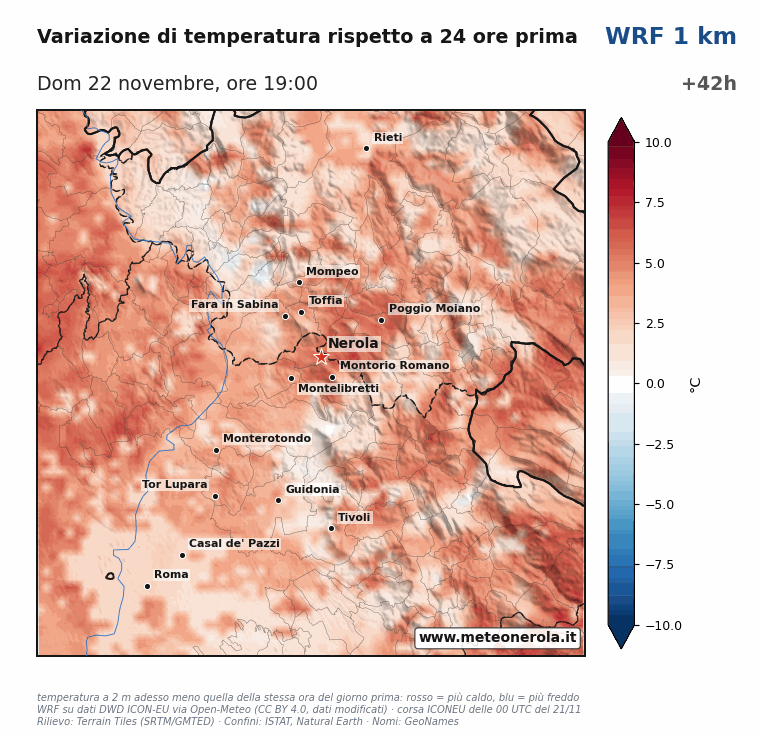 Variazione di temperatura rispetto a 24 ore prima
WRF 1 km
Dom 22 novembre, ore 19:00
+42h
Rieti
Mompeo
Fara in Sabina
Toffia
Poggio Moiano
Nerola
Montorio Romano
Montelibretti
Monterotondo
Tor Lupara
Guidonia
Tivoli
Casal de' Pazzi
Roma
www.meteonerola.it
10.0
7.5
5.0
2.5
0.0
−2.5
−5.0
−7.5
−10.0
°C
temperatura a 2 m adesso meno quella della stessa ora del giorno prima: rosso = più caldo, blu = più freddo
WRF su dati DWD ICON-EU via Open-Meteo (CC BY 4.0, dati modificati) · corsa ICONEU delle 00 UTC del 21/11
Rilievo: Terrain Tiles (SRTM/GMTED) · Confini: ISTAT, Natural Earth · Nomi: GeoNames